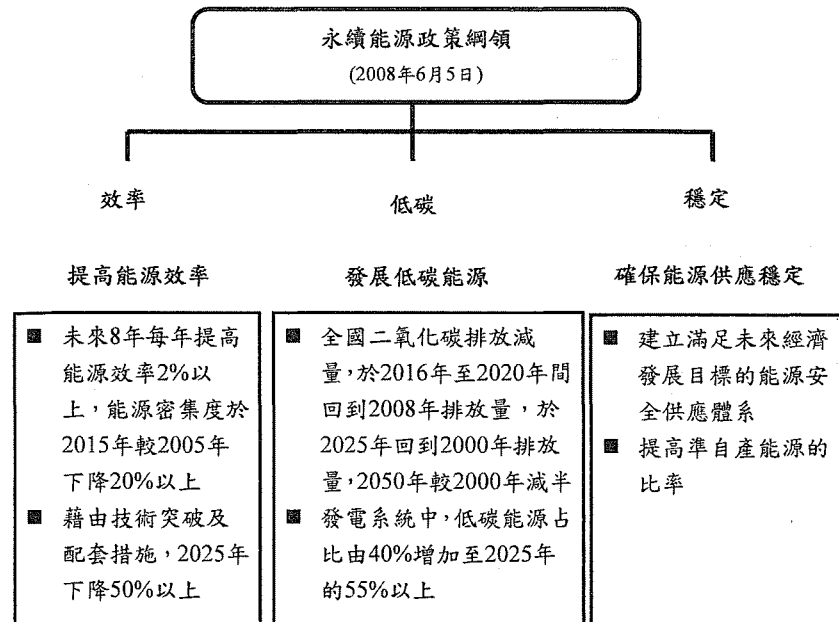 永續能源政策綱領
(2008年6月5日)
效率
低碳
穩定
提高能源效率
發展低碳能源
確保能源供應穩定
■ 未來8年每年提高
能源效率2%以
上，能源密集度於
2015年較2005年
下降20%以上
■ 藉由技術突破及
配套措施，2025年
下降50%以上
■ 全國二氧化碳排放減
量，於2016年至2020年間
回到2008年排放量，於
2025年回到2000年排放
量，2050年較2000年減半
■ 發電系統中，低碳能源占
比由40%增加至2025年
的55%以上
■ 建立滿足未來經濟
發展目標的能源安
全供應體系
■ 提高準自產能源的
比率